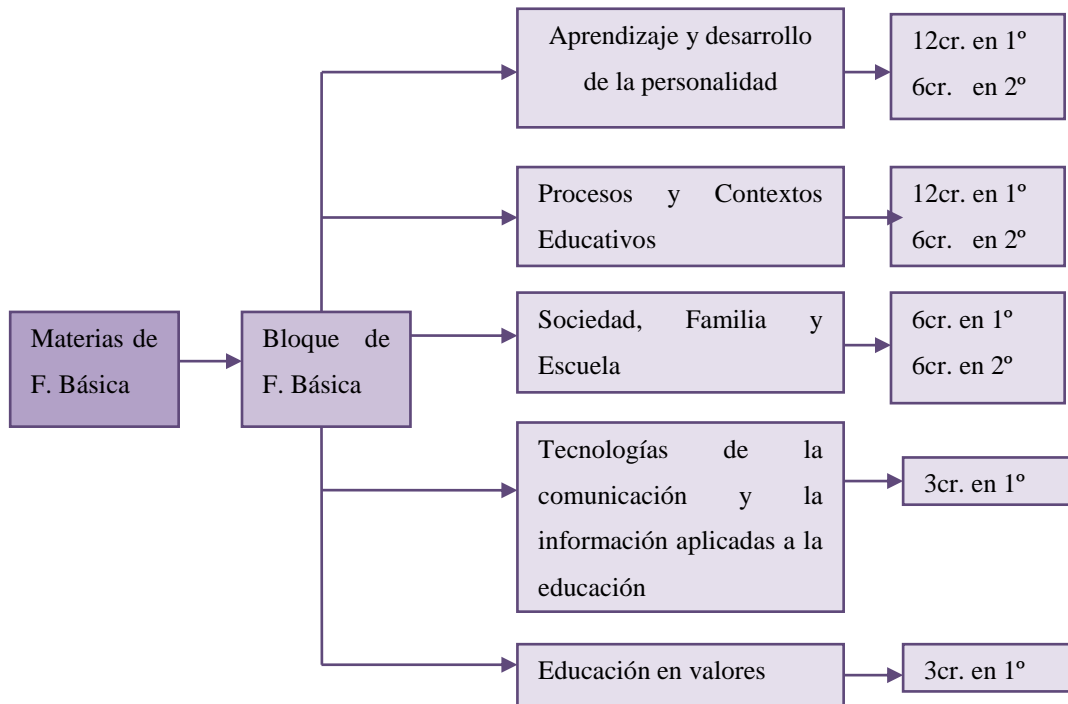 Aprendizaje y desarrollo
de la personalidad
12cr. en 1º
6cr. en 2º
Procesos y Contextos
Educativos
12cr. en 1º
6cr. en 2º
Materias de
F. Básica
Bloque de
F. Básica
Sociedad, Familia y
Escuela
6cr. en 1º
6cr. en 2º
Tecnologías de la
comunicación y la
información aplicadas a la
educación
3cr. en 1º
Educación en valores
3cr. en 1º